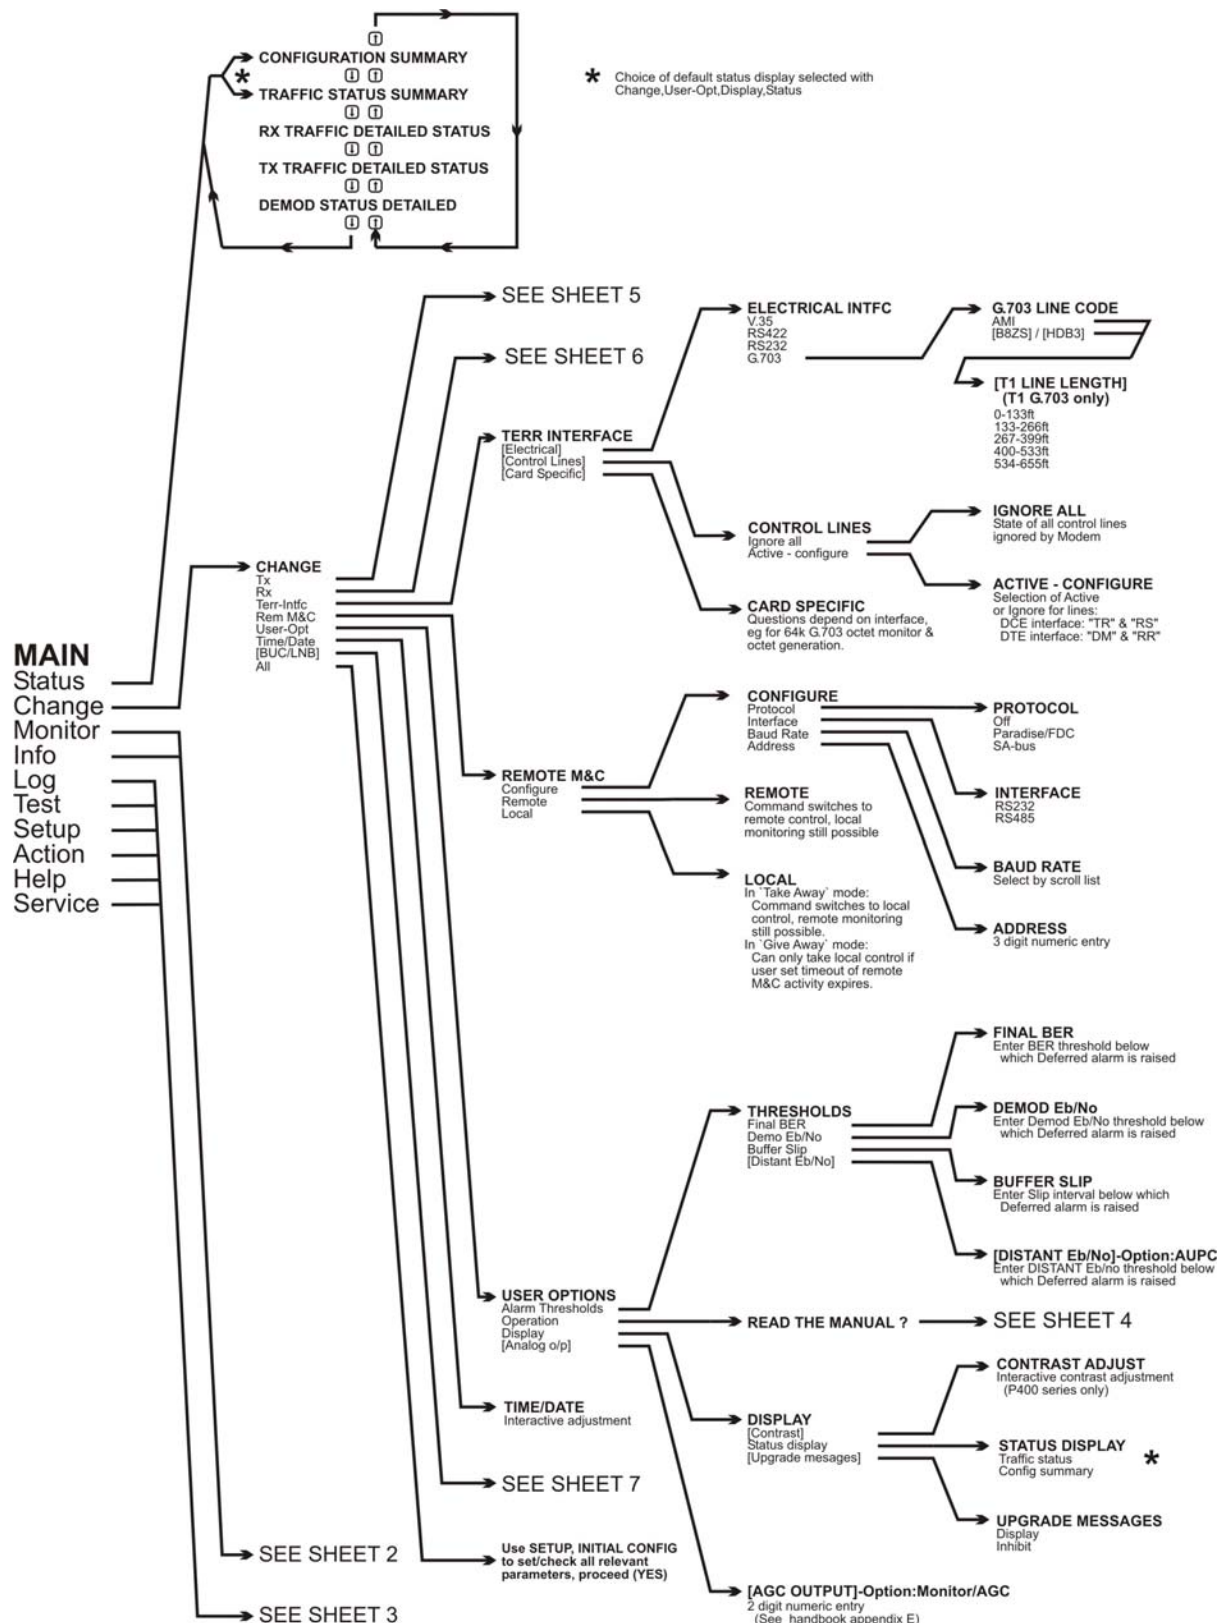 CONFIGURATION SUMMARY
TRAFFIC STATUS SUMMARY
RX TRAFFIC DETAILED STATUS
TX TRAFFIC DETAILED STATUS
DEMOD STATUS DETAILED
* Choice of default status display selected with
Change,User-Opt,Display,Status
*
MAIN
Status
Change
Monitor
Info
Log
Test
Setup
Action
Help
Service
CHANGE
Tx
Rx
Terr-Intfc
Rem M&C
User-Opt
Time/Date
[BUC/LNB]
All
SEE SHEET 2
SEE SHEET 3
SEE SHEET 5
SEE SHEET 6
TERR INTERFACE
[Electrical]
[Control Lines]
[Card Specific]
ELECTRICAL INTFC
V.35
RS422
RS232
G.703
G.703 LINE CODE
AMI
[B8ZS] / [HDB3]
[T1 LINE LENGTH]
(T1 G.703 only)
0-133ft
133-266ft
267-399ft
400-533ft
534-655ft
CONTROL LINES
Ignore all
Active - configure
IGNORE ALL
State of all control lines
ignored by Modem
ACTIVE - CONFIGURE
Selection of Active
or Ignore for lines:
DCE interface: "TR" & "RS"
DTE interface: "DM" & "RR"
CARD SPECIFIC
Questions depend on interface,
eg for 64k G.703 octet monitor &
octet generation.
REMOTE M&C
Configure
Remote
Local
CONFIGURE
Protocol
Interface
Baud Rate
Address
PROTOCOL
Off
Paradise/FDC
SA-bus
INTERFACE
RS232
RS485
BAUD RATE
Select by scroll list
ADDRESS
3 digit numeric entry
REMOTE
Command switches to
remote control, local
monitoring still possible
LOCAL
In `Take Away` mode:
Command switches to local
control, remote monitoring
still possible.
In `Give Away` mode:
Can only take local control if
user set timeout of remote
M&C activity expires.
USER OPTIONS
Alarm Thresholds
Operation
Display
[Analog o/p]
THRESHOLDS
Final BER
Demo Eb/No
Buffer Slip
[Distant Eb/No]
FINAL BER
Enter BER threshold below
which Deferred alarm is raised
DEMOD Eb/No
Enter Demod Eb/No threshold below
which Deferred alarm is raised
BUFFER SLIP
Enter Slip interval below which
Deferred alarm is raised
[DISTANT Eb/No]-Option:AUPC
Enter DISTANT Eb/no threshold below
which Deferred alarm is raised
READ THE MANUAL ?
SEE SHEET 4
DISPLAY
[Contrast]
Status display
[Upgrade mesages]
CONTRAST ADJUST
Interactive contrast adjustment
(P400 series only)
STATUS DISPLAY
Traffic status
Config summary
*
UPGRADE MESSAGES
Display
Inhibit
[AGC OUTPUT]-Option:Monitor/AGC
2 digit numeric entry
(See handbook appendix E)
TIME/DATE
Interactive adjustment
SEE SHEET 7
Use SETUP, INITIAL CONFIG
to set/check all relevant
parameters, proceed (YES)